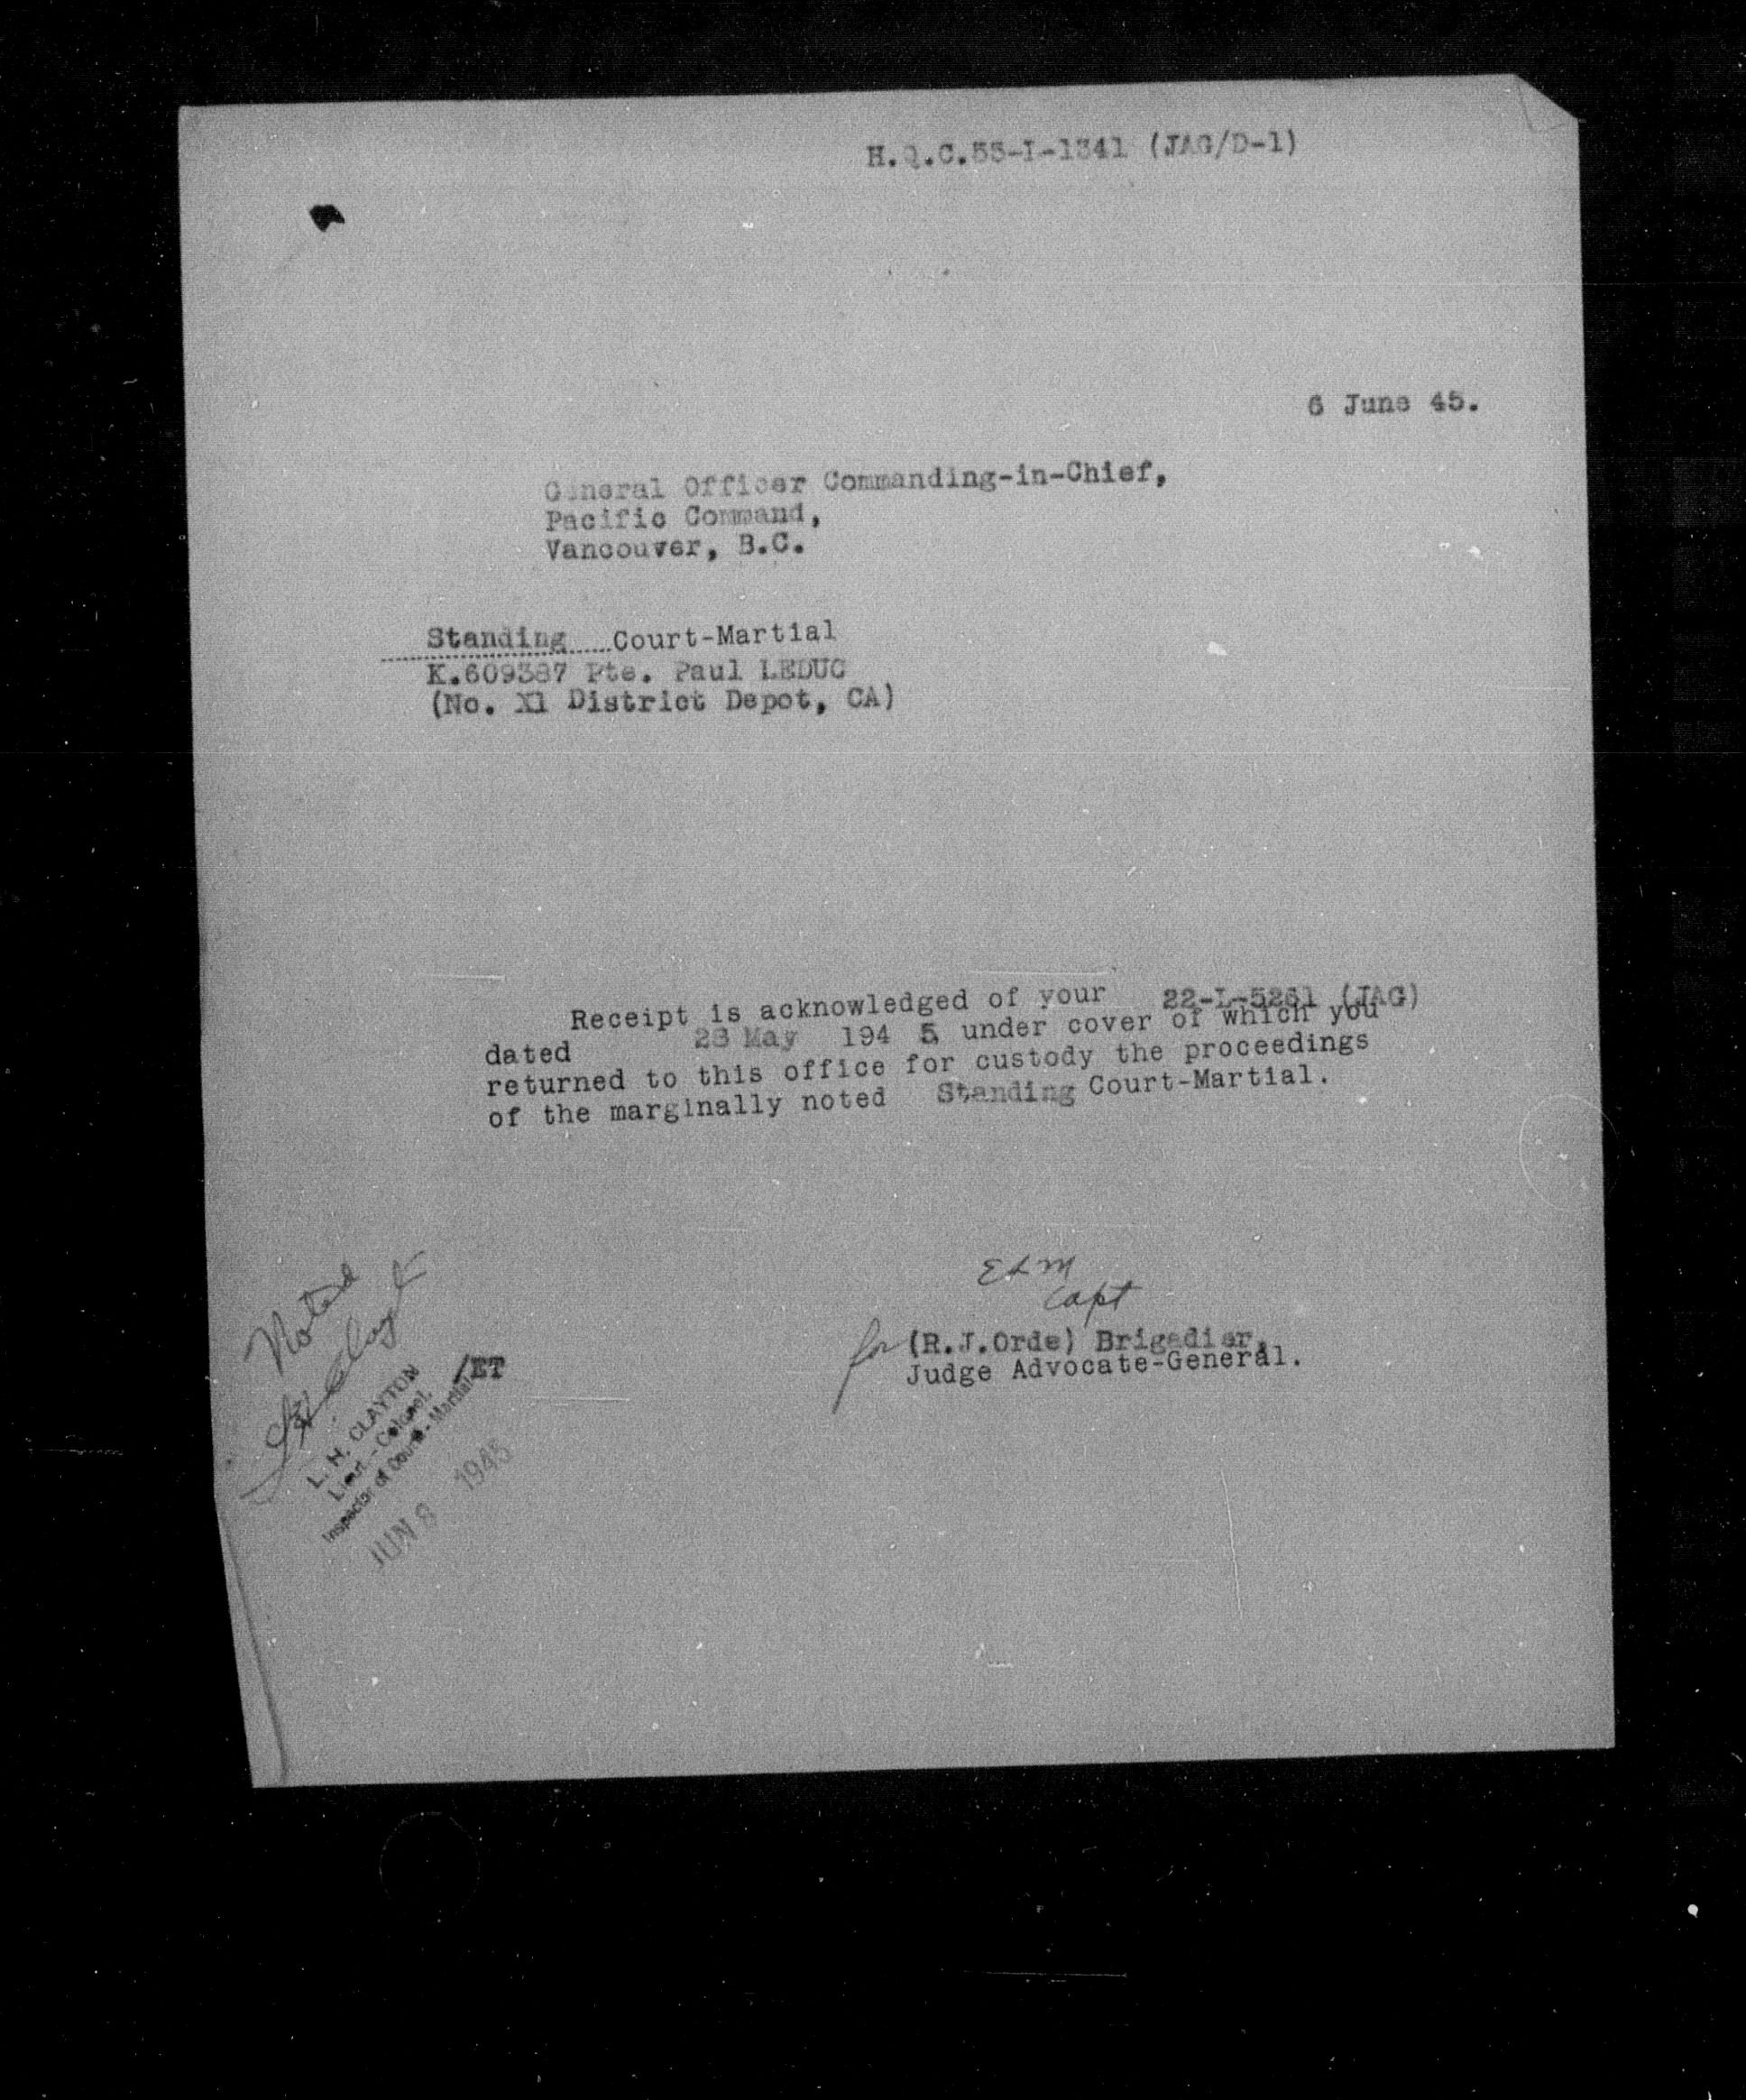 H.Q.C.55-I-1341 (JAG/D-1)
6 June 45.
General Officer Commanding-in-Chief,
Pacific Command,
Vancouver, B.C.
Standing Court-Martial
K.609387 Pte. Paul LEDUC
(No. XI District Depot, CA)
Receipt is acknowledged of your 22-L-5261 (JAG)
dated 28 May 194 5 under cover of which you
returned to this office for custody the proceedings
of the marginally noted Standing Court-Martial.
ELM
Capt
for (R.J.Orde) Brigadier,
Judge Advocate-General.
/ET
Noted
L. H. CLAYTON
Lieut.-Colonel,
Inspector of Court-Martial
JUN 8 1945